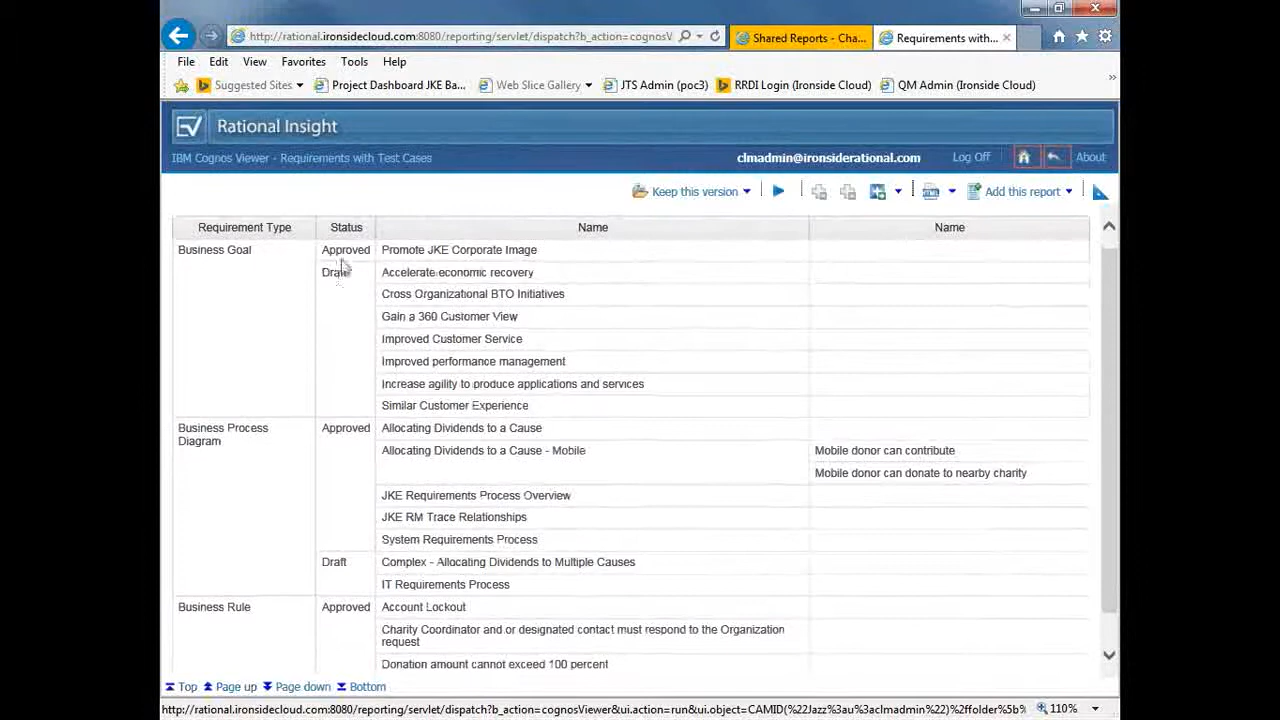 http://rational.ironsidecloud.com:8080/reporting/servlet/dispatch?b_action=cognosV
Shared Reports - Cha...
Requirements with...
File Edit View Favorites Tools Help
Suggested Sites Project Dashboard JKE Ba... Web Slice Gallery JTS Admin (poc3) RRDI Login (Ironside Cloud) QM Admin (Ironside Cloud)
Rational Insight
IBM Cognos Viewer - Requirements with Test Cases clmadmin@ironsiderational.com Log Off About
Keep this version Add this report
Requirement Type Status Name Name
Business Goal Approved Promote JKE Corporate Image
Draft Accelerate economic recovery
Cross Organizational BTO Initiatives
Gain a 360 Customer View
Improved Customer Service
Improved performance management
Increase agility to produce applications and services
Similar Customer Experience
Business Process Diagram Approved Allocating Dividends to a Cause
Allocating Dividends to a Cause - Mobile Mobile donor can contribute
Mobile donor can donate to nearby charity
JKE Requirements Process Overview
JKE RM Trace Relationships
System Requirements Process
Draft Complex - Allocating Dividends to Multiple Causes
IT Requirements Process
Business Rule Approved Account Lockout
Charity Coordinator and/or designated contact must respond to the Organization
request
Donation amount cannot exceed 100 percent
Top Page up Page down Bottom
http://rational.ironsidecloud.com:8080/reporting/servlet/dispatch?b_action=cognosViewer&ui.action=run&ui.object=CAMID(%22Jazz%3au%3aclmadmin%22)%2ffolder%5b% 110%